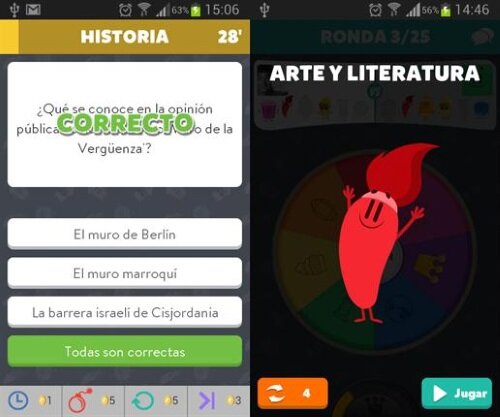 63% 15:06
HISTORIA 28'
¿Qué se conoce en la opinión
pública
CORRECTO
de la
Vergüenza'?
El muro de Berlín
El muro marroquí
La barrera israelí de Cisjordania
Todas son correctas
1 5 5 3
56% 14:46
RONDA 3/25
ARTE Y LITERATURA
4
Jugar